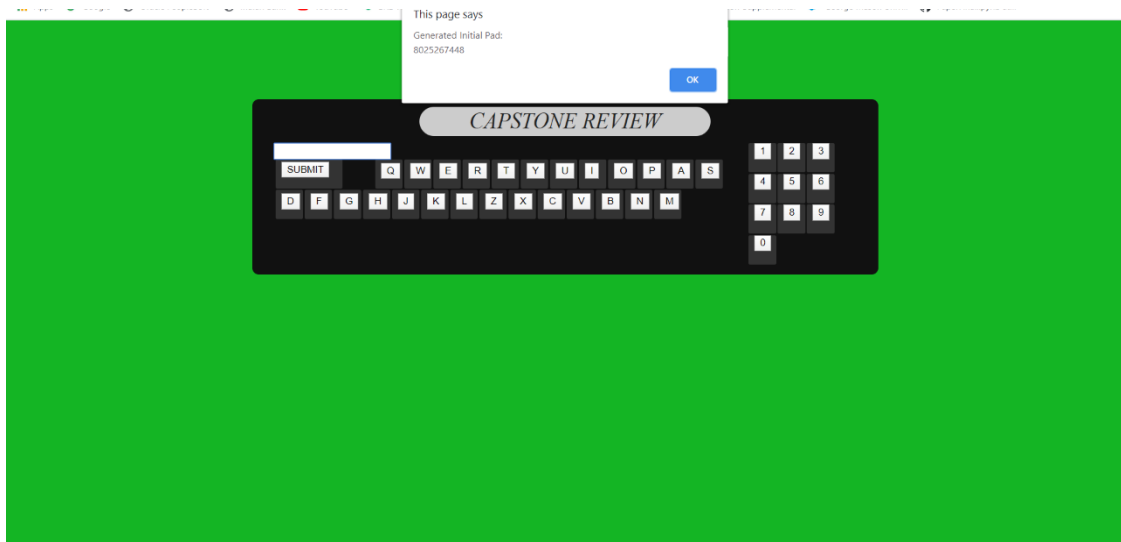 This page says
Generated Initial Pad:
8025267448
OK
CAPSTONE REVIEW
1 2 3
SUBMIT Q W E R T Y U I O P A S
4 5 6
D F G H J K L Z X C V B N M
7 8 9
0